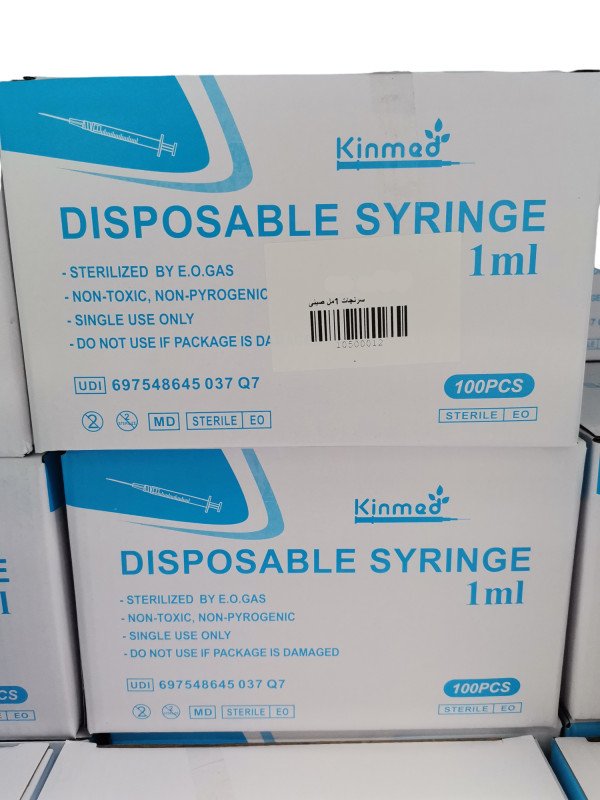 Kinmed
DISPOSABLE SYRINGE
1ml
- STERILIZED BY E.O.GAS
- NON-TOXIC, NON-PYROGENIC
- SINGLE USE ONLY
- DO NOT USE IF PACKAGE IS
سرنجات 1مل صيني
10500012
UDI 697548645 037 Q7
100PCS
MD STERILE EO
STERILE EO
Kinmed
DISPOSABLE SYRINGE
1ml
- STERILIZED BY E.O.GAS
- NON-TOXIC, NON-PYROGENIC
- SINGLE USE ONLY
- DO NOT USE IF PACKAGE IS DAMAGED
UDI 697548645 037 Q7
100PCS
MD STERILE EO
STERILE EO